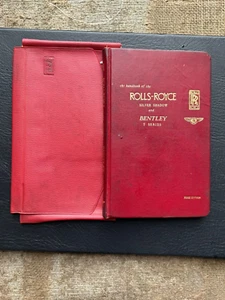 the handbook of the
ROLLS-ROYCE
SILVER SHADOW
AND
BENTLEY
T SERIES